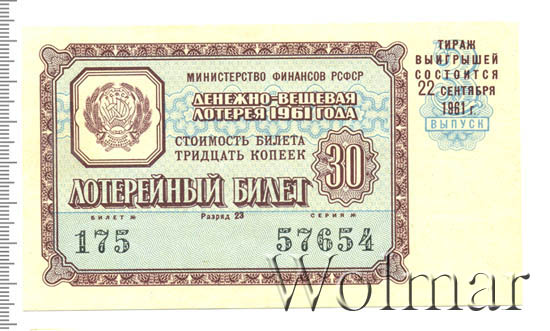 МИНИСТЕРСТВО ФИНАНСОВ РСФСР
ДЕНЕЖНО-ВЕЩЕВАЯ
ЛОТЕРЕЯ 1961 ГОДА
СТОИМОСТЬ БИЛЕТА
ТРИДЦАТЬ КОПЕЕК
30
ЛОТЕРЕЙНЫЙ БИЛЕТ
БИЛЕТ № Разряд 23 СЕРИЯ №
175 57654
ТИРАЖ
ВЫИГРЫШЕЙ
СОСТОИТСЯ
22 СЕНТЯБРЯ
1961 г.
ВЫПУСК
Wolmar